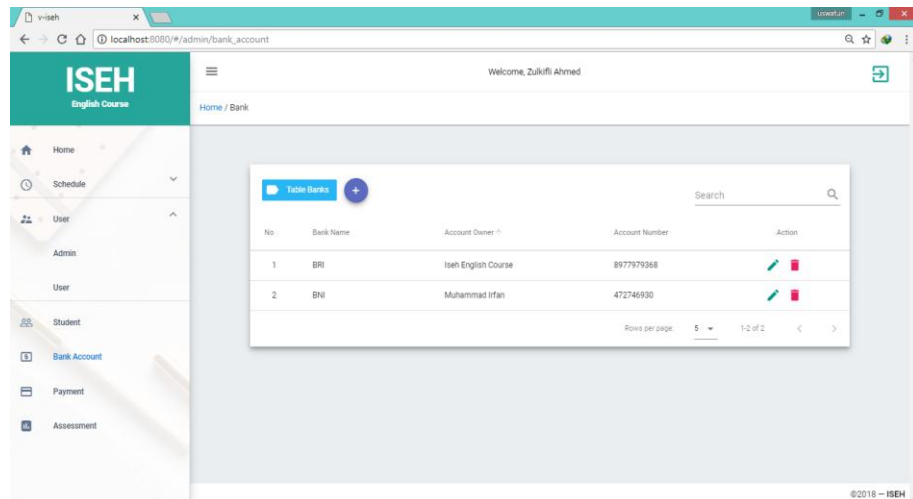 v-iseh
uswatun
localhost:8080/#/admin/bank_account
ISEH
English Course
Welcome, Zulkifli Ahmed
Home / Bank
Home
Schedule
User
Admin
User
Student
Bank Account
Payment
Assessment
Table Banks +
Search
No Bank Name Account Owner Account Number Action
1 BRI Iseh English Course 8977979368
2 BNI Muhammad Irfan 472746930
Rows per page: 5 1-2 of 2
©2018 — ISEH